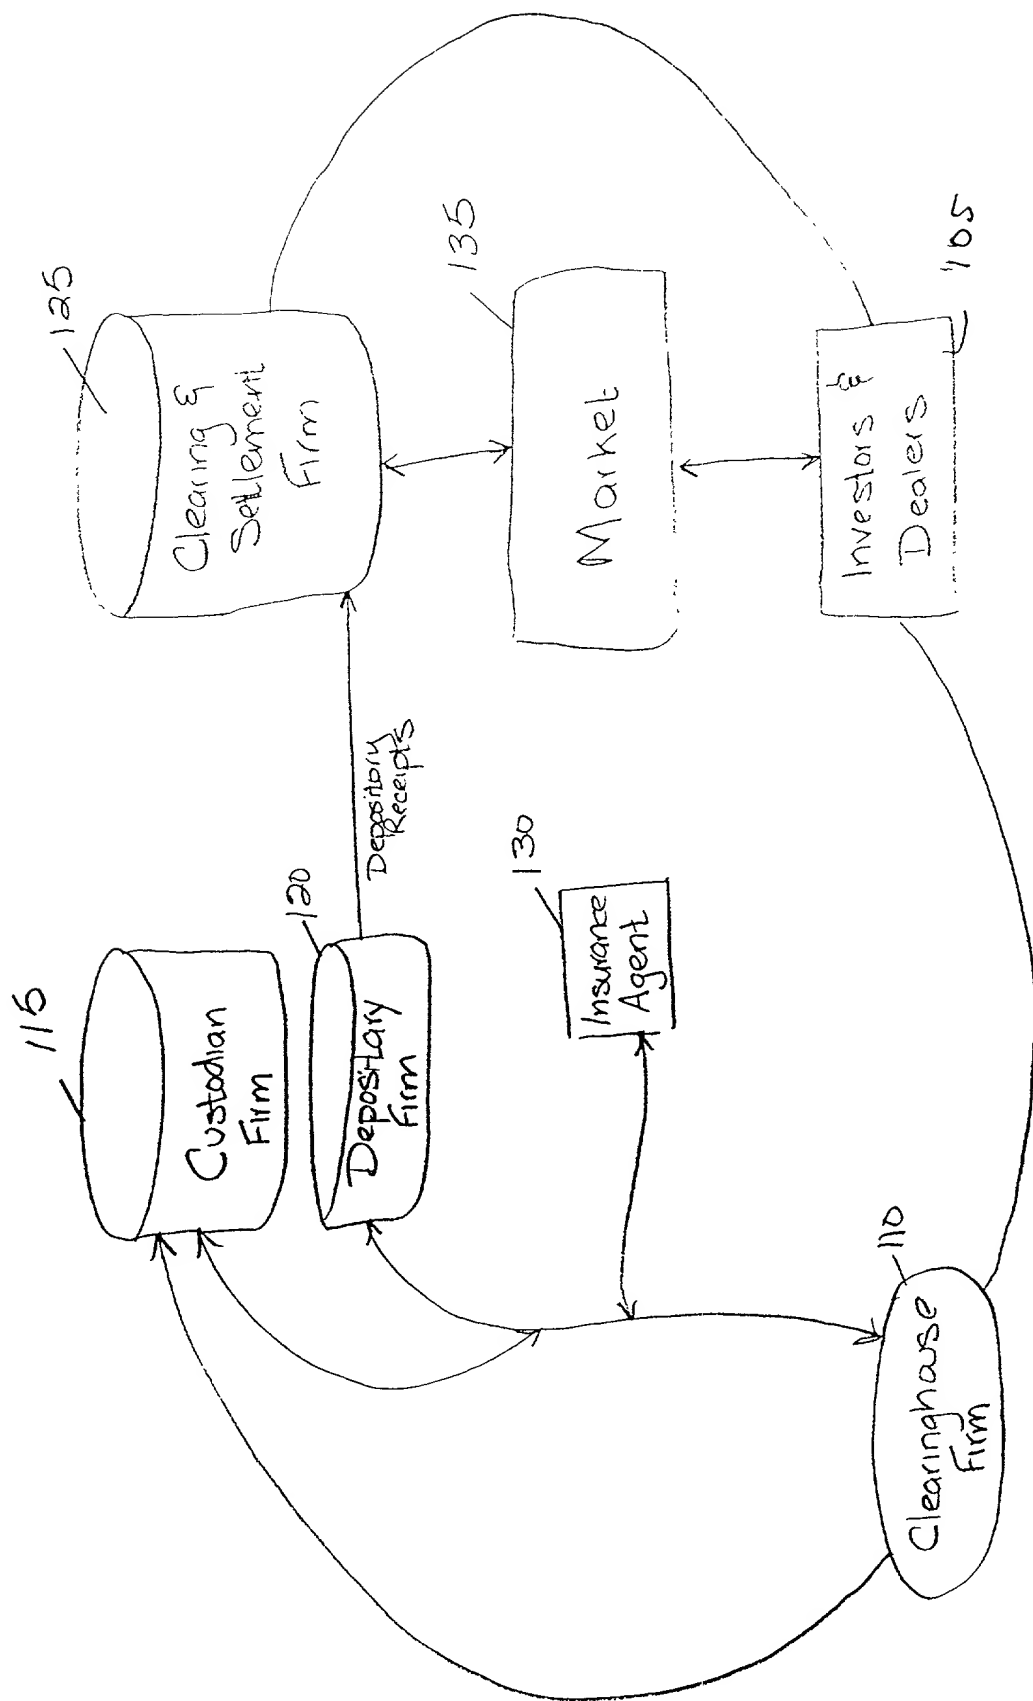 115
Custodian
Firm
120
Depositary
Firm
Depository
Receipts
125
Clearing &
Settlement
Firm
130
Insurance
Agent
135
Market
110
Clearinghouse
Firm
Investors &
Dealers
105